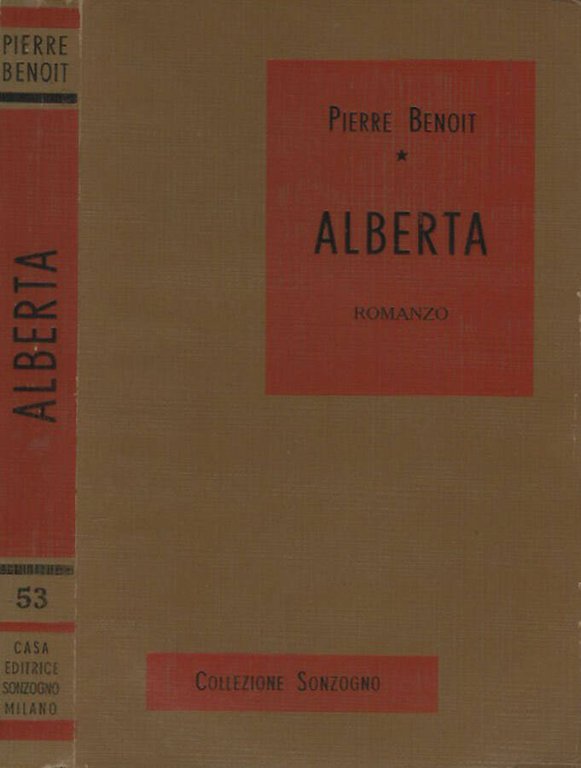 PIERRE
BENOIT
ALBERTA
53
CASA
EDITRICE
SONZOGNO
MILANO
PIERRE BENOIT
★
ALBERTA
ROMANZO
COLLEZIONE SONZOGNO